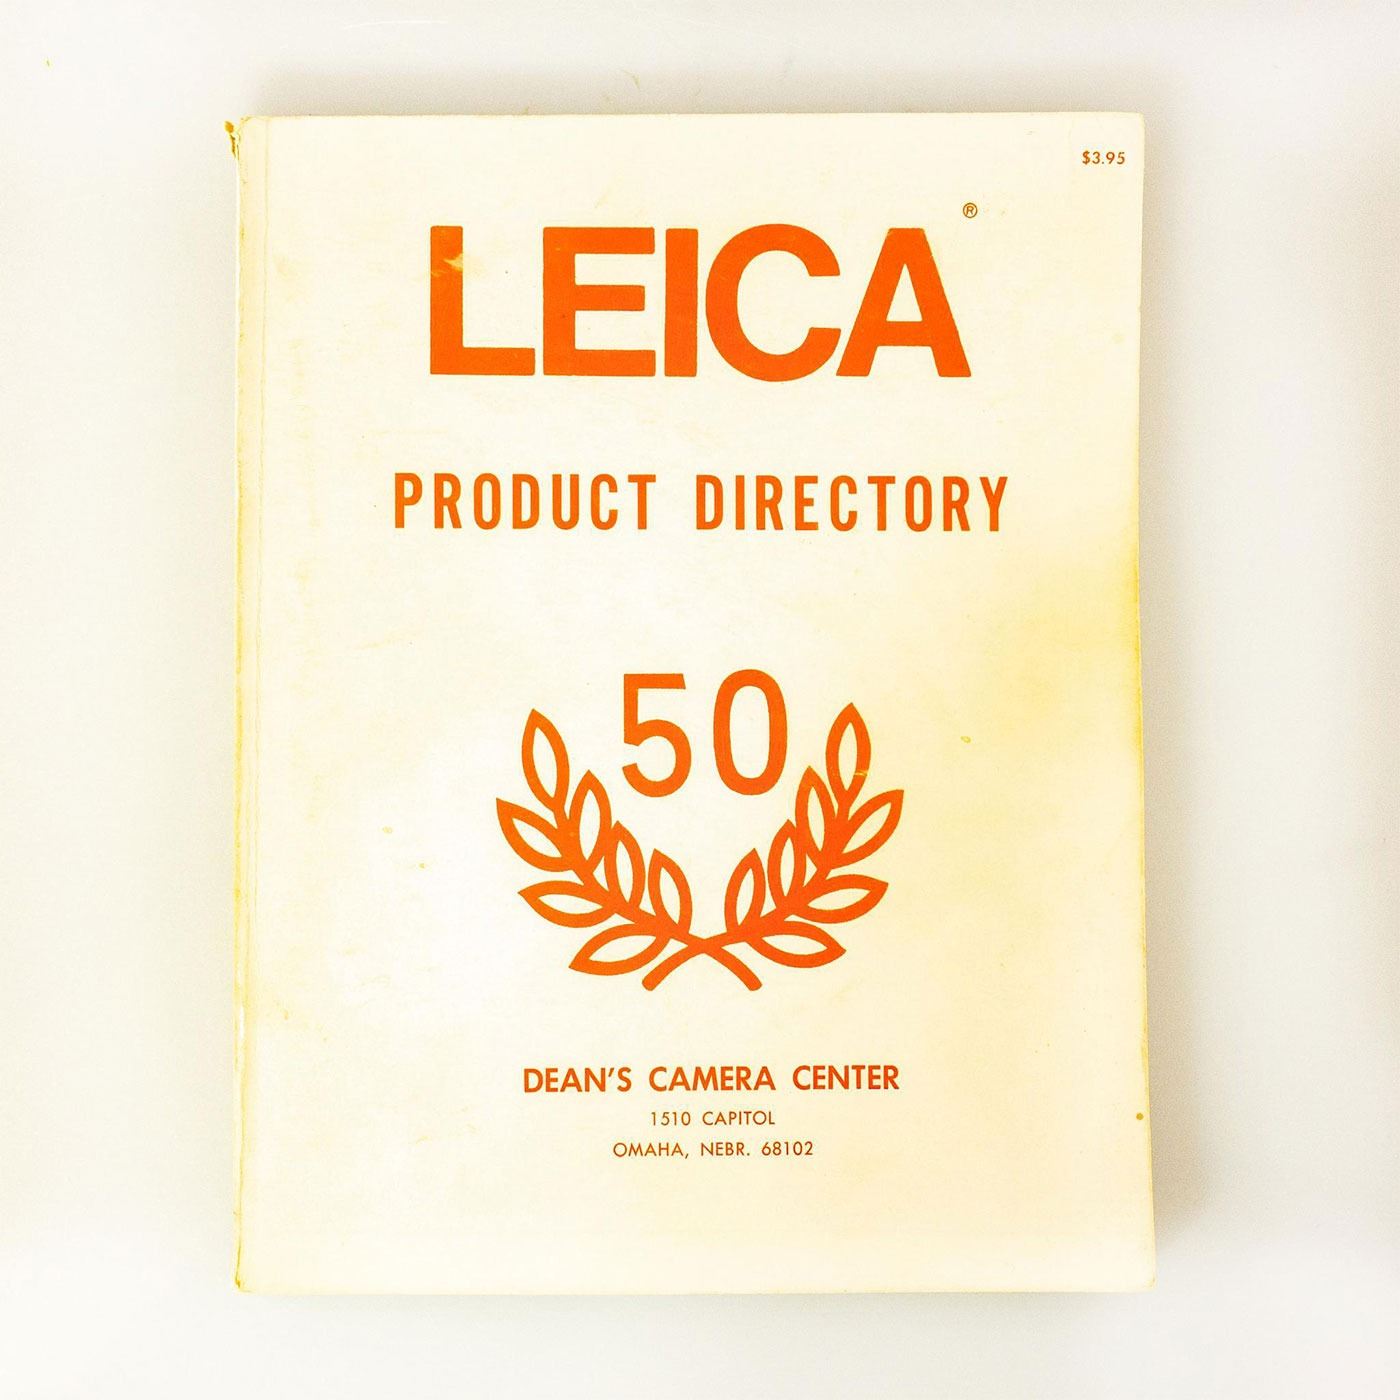 $3.95
LEICA®
PRODUCT DIRECTORY
50
DEAN'S CAMERA CENTER
1510 CAPITOL
OMAHA, NEBR. 68102